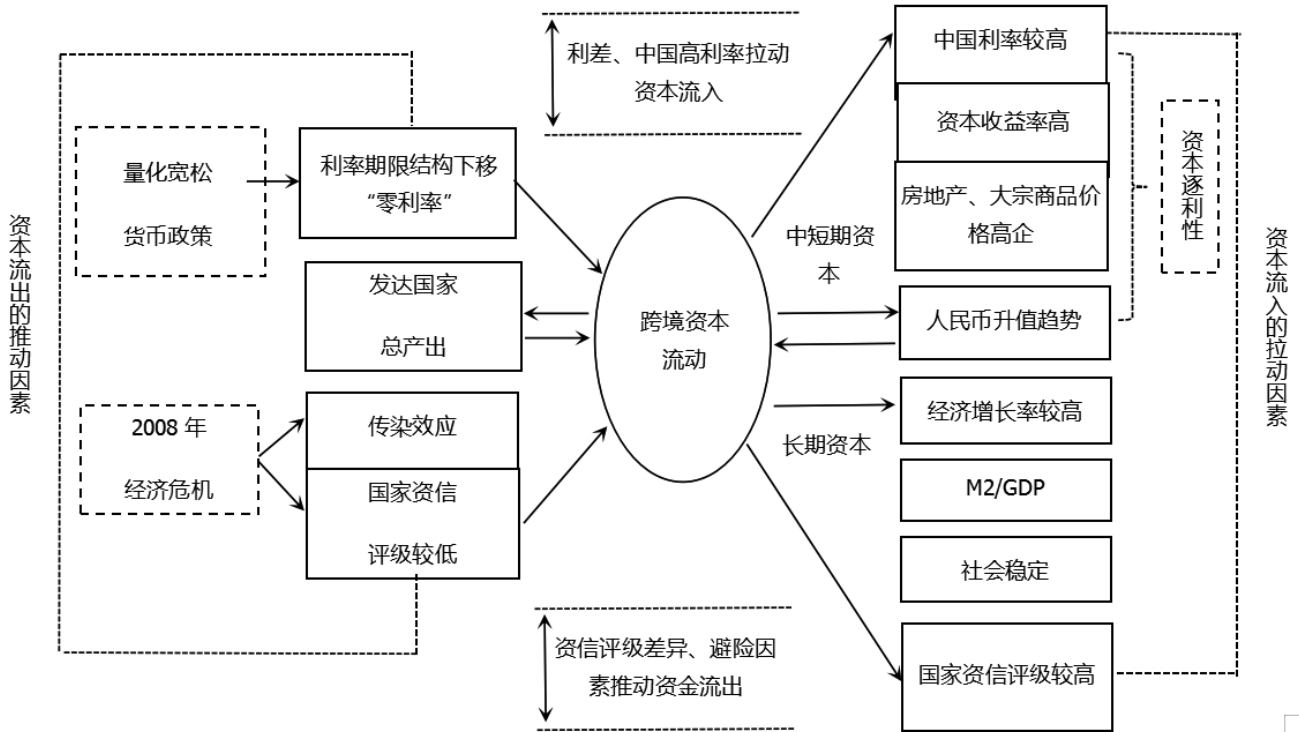 资本流出的推动因素
量化宽松
货币政策
2008 年
经济危机
利率期限结构下移
“零利率”
发达国家
总产出
传染效应
国家资信
评级较低
利差、中国高利率拉动
资本流入
跨境资本
流动
资信评级差异、避险因
素推动资金流出
中短期资
本
长期资本
中国利率较高
资本收益率高
房地产、大宗商品价
格高企
人民币升值趋势
经济增长率较高
M2/GDP
社会稳定
国家资信评级较高
资本逐利性
资本流入的拉动因素